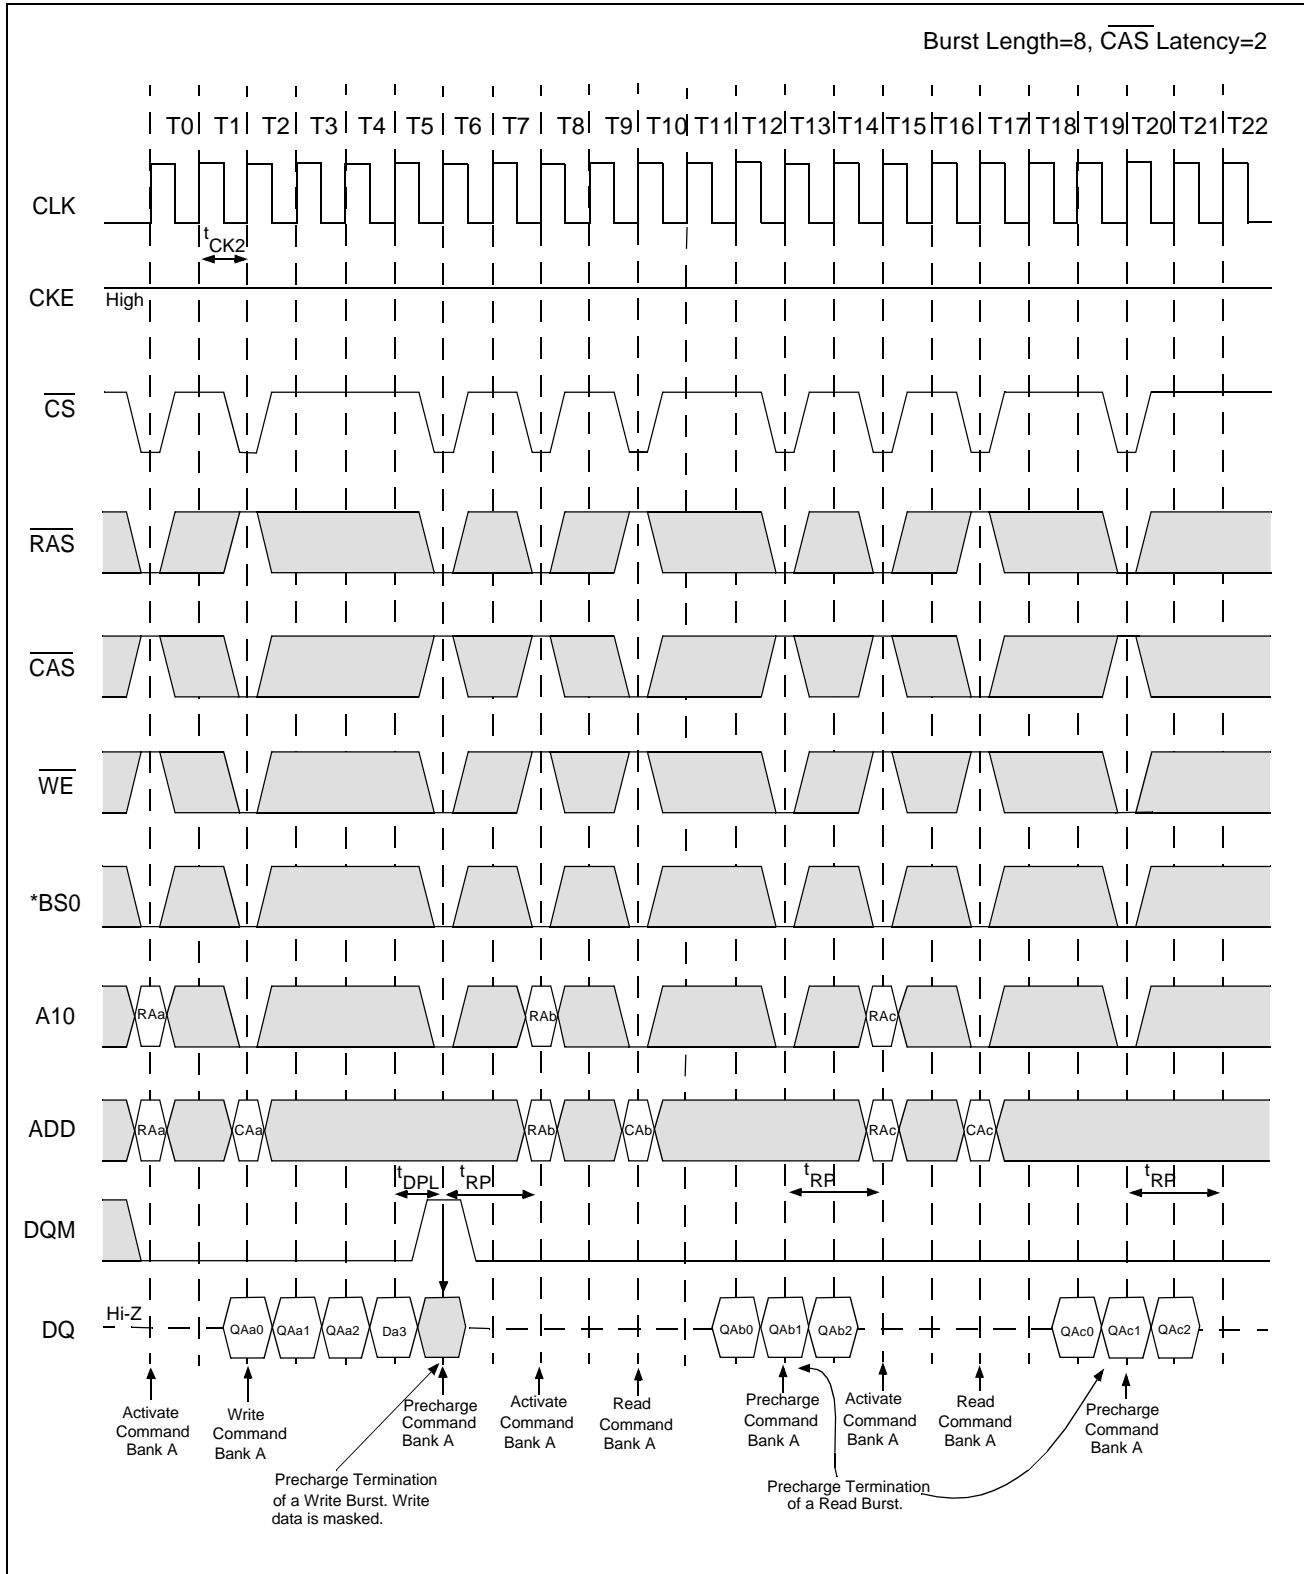 Burst Length=8, CAS Latency=2
T0 T1 T2 T3 T4 T5 T6 T7 T8 T9 T10 T11 T12 T13 T14 T15 T16 T17 T18 T19 T20 T21 T22
CLK
tCK2
CKE High
CS
RAS
CAS
WE
*BS0
A10 RAa RAb RAc
ADD RAa CAa RAb CAb RAc CAc
tDPL tRP tRP tRP
DQM
DQ Hi-Z QAa0 QAa1 QAa2 Da3 QAb0 QAb1 QAb2 QAc0 QAc1 QAc2
Activate
Command
Bank A
Write
Command
Bank A
Precharge
Command
Bank A
Activate
Command
Bank A
Read
Command
Bank A
Precharge
Command
Bank A
Activate
Command
Bank A
Read
Command
Bank A
Precharge
Command
Bank A
Precharge Termination
of a Write Burst. Write
data is masked.
Precharge Termination
of a Read Burst.